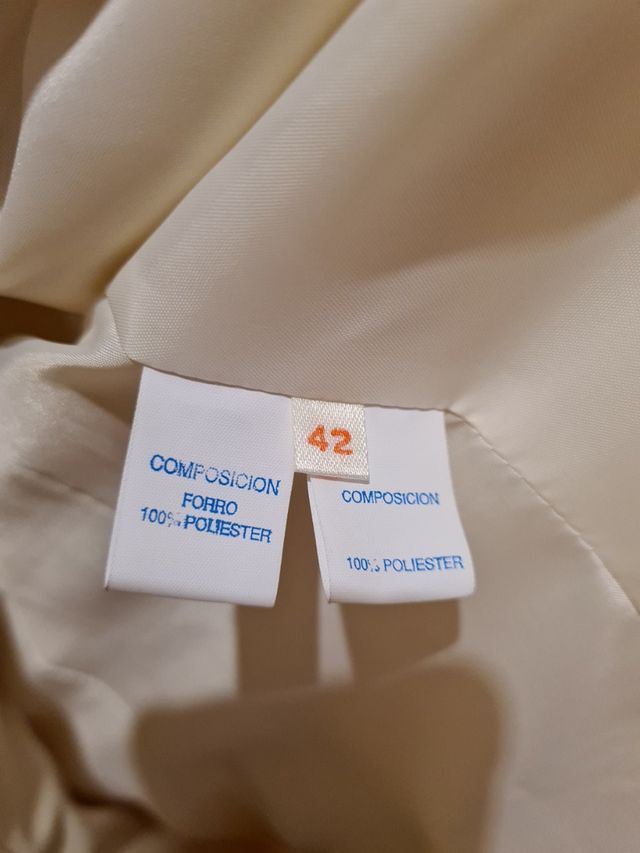 COMPOSICION
FORRO
100% POLIESTER
42
COMPOSICION
100% POLIESTER